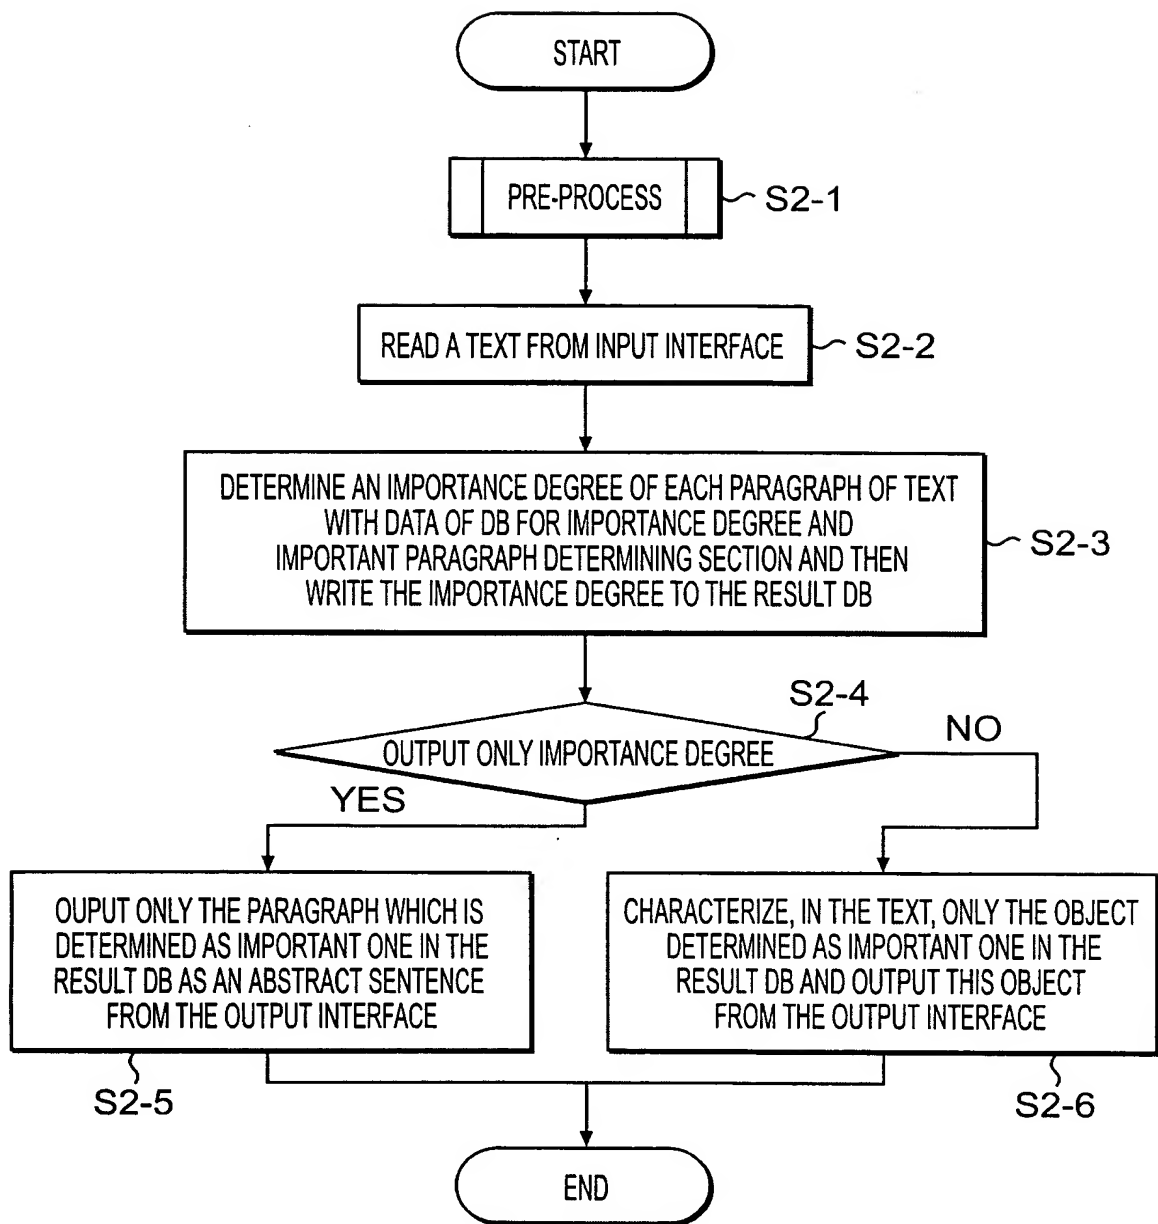 START
PRE-PROCESS
S2-1
READ A TEXT FROM INPUT INTERFACE
S2-2
DETERMINE AN IMPORTANCE DEGREE OF EACH PARAGRAPH OF TEXT
WITH DATA OF DB FOR IMPORTANCE DEGREE AND
IMPORTANT PARAGRAPH DETERMINING SECTION AND THEN
WRITE THE IMPORTANCE DEGREE TO THE RESULT DB
S2-3
S2-4
OUTPUT ONLY IMPORTANCE DEGREE
NO
YES
OUPUT ONLY THE PARAGRAPH WHICH IS
DETERMINED AS IMPORTANT ONE IN THE
RESULT DB AS AN ABSTRACT SENTENCE
FROM THE OUTPUT INTERFACE
S2-5
CHARACTERIZE, IN THE TEXT, ONLY THE OBJECT
DETERMINED AS IMPORTANT ONE IN THE
RESULT DB AND OUTPUT THIS OBJECT
FROM THE OUTPUT INTERFACE
S2-6
END